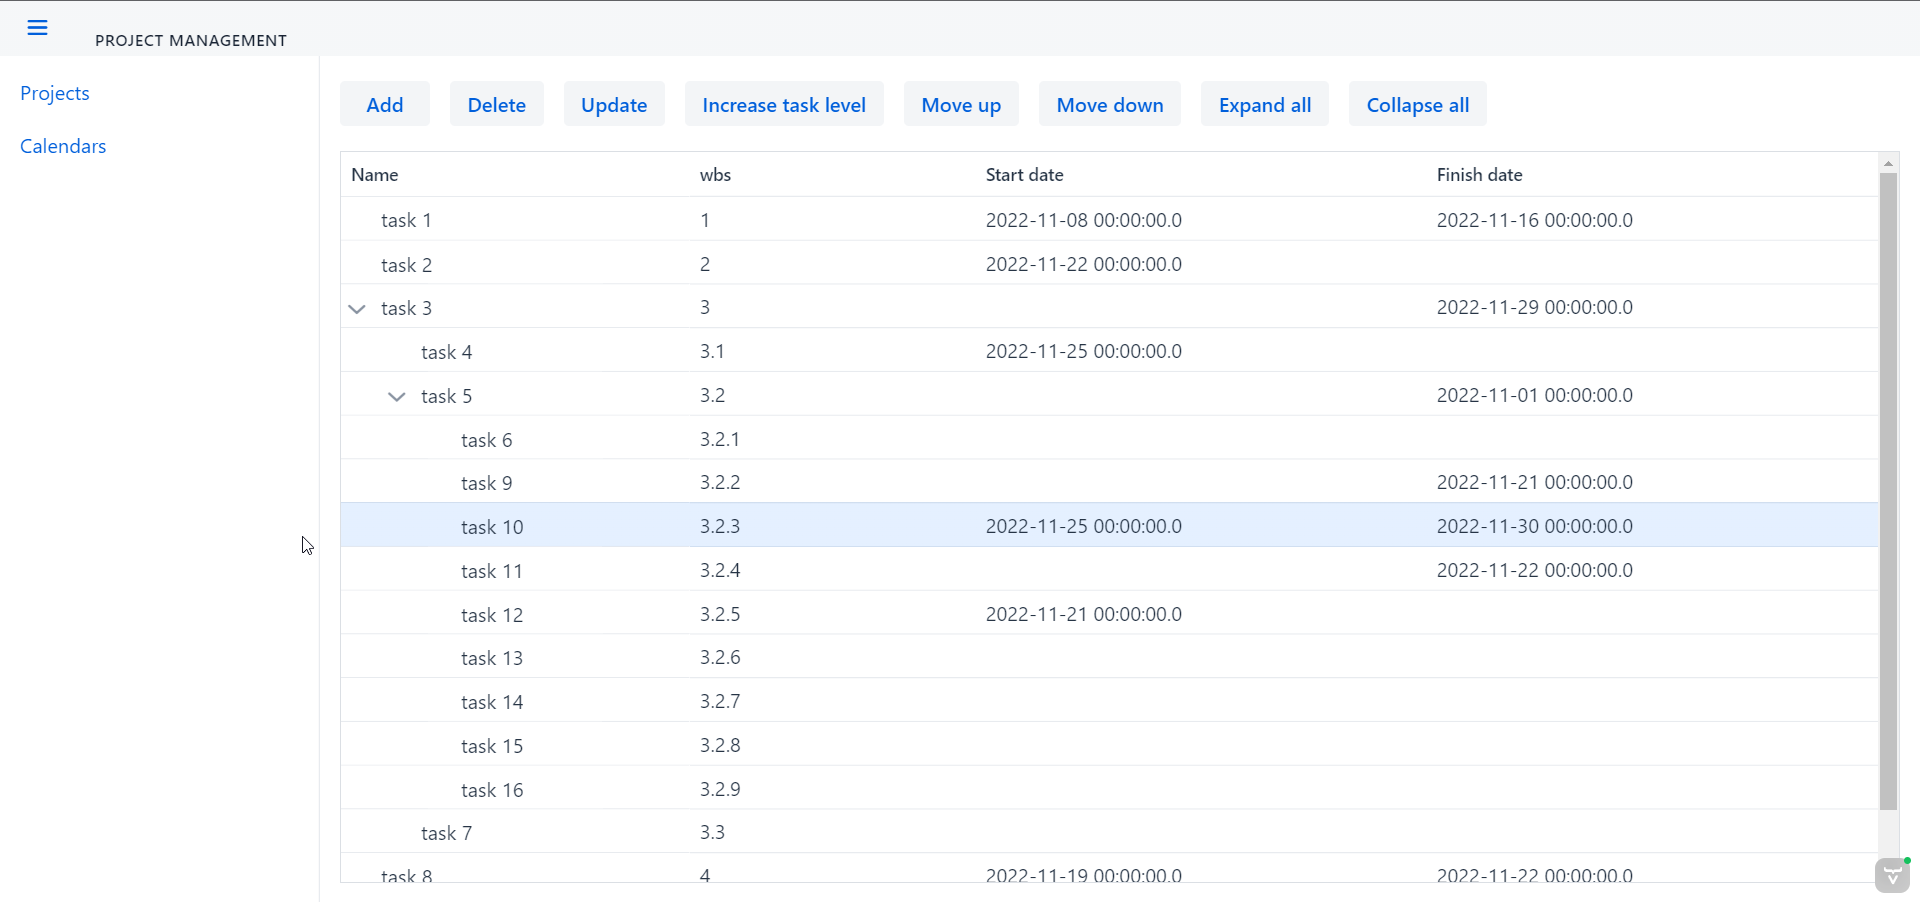 PROJECT MANAGEMENT
Projects
Calendars
Add Delete Update Increase task level Move up Move down Expand all Collapse all
Name wbs Start date Finish date
task 1 1 2022-11-08 00:00:00.0 2022-11-16 00:00:00.0
task 2 2 2022-11-22 00:00:00.0
task 3 3 2022-11-29 00:00:00.0
task 4 3.1 2022-11-25 00:00:00.0
task 5 3.2 2022-11-01 00:00:00.0
task 6 3.2.1
task 9 3.2.2 2022-11-21 00:00:00.0
task 10 3.2.3 2022-11-25 00:00:00.0 2022-11-30 00:00:00.0
task 11 3.2.4 2022-11-22 00:00:00.0
task 12 3.2.5 2022-11-21 00:00:00.0
task 13 3.2.6
task 14 3.2.7
task 15 3.2.8
task 16 3.2.9
task 7 3.3
task 8 4 2022-11-19 00:00:00.0 2022-11-22 00:00:00.0